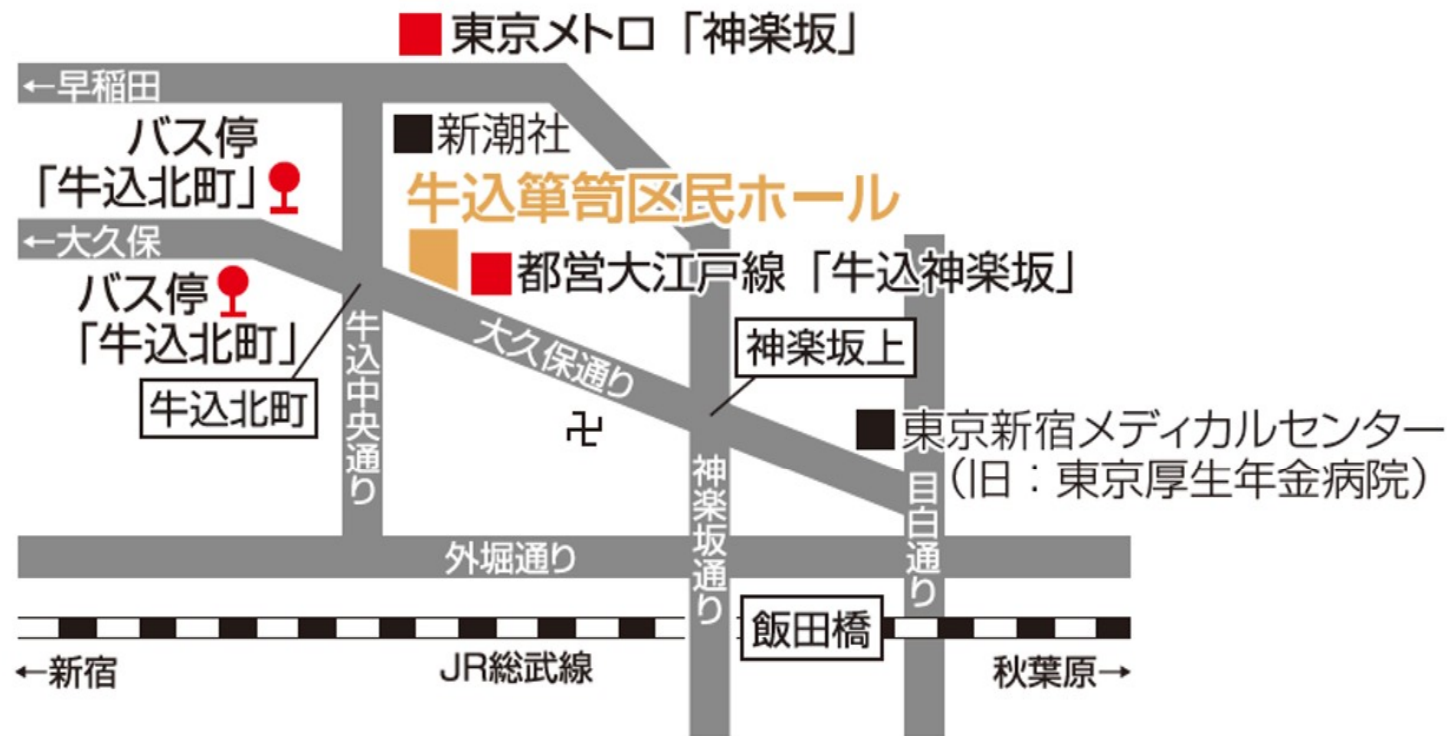 東京メトロ「神楽坂」
←早稲田
バス停
「牛込北町」
新潮社
牛込箪笥区民ホール
←大久保
都営大江戸線「牛込神楽坂」
バス停
「牛込北町」
牛込北町
牛込中央通り
大久保通り
神楽坂上
卍
東京新宿メディカルセンター
（旧：東京厚生年金病院）
神楽坂通り
目白通り
外堀通り
飯田橋
←新宿
JR総武線
秋葉原→